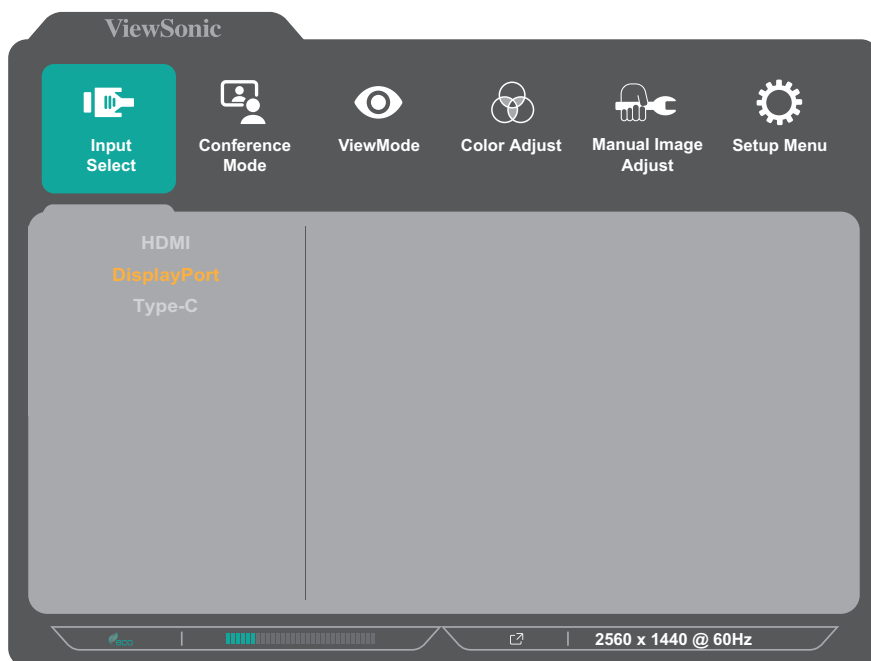 ViewSonic
Input
Select
Conference
Mode
ViewMode
Color Adjust
Manual Image
Adjust
Setup Menu
HDMI
DisplayPort
Type-C
eco
2560 x 1440 @ 60Hz